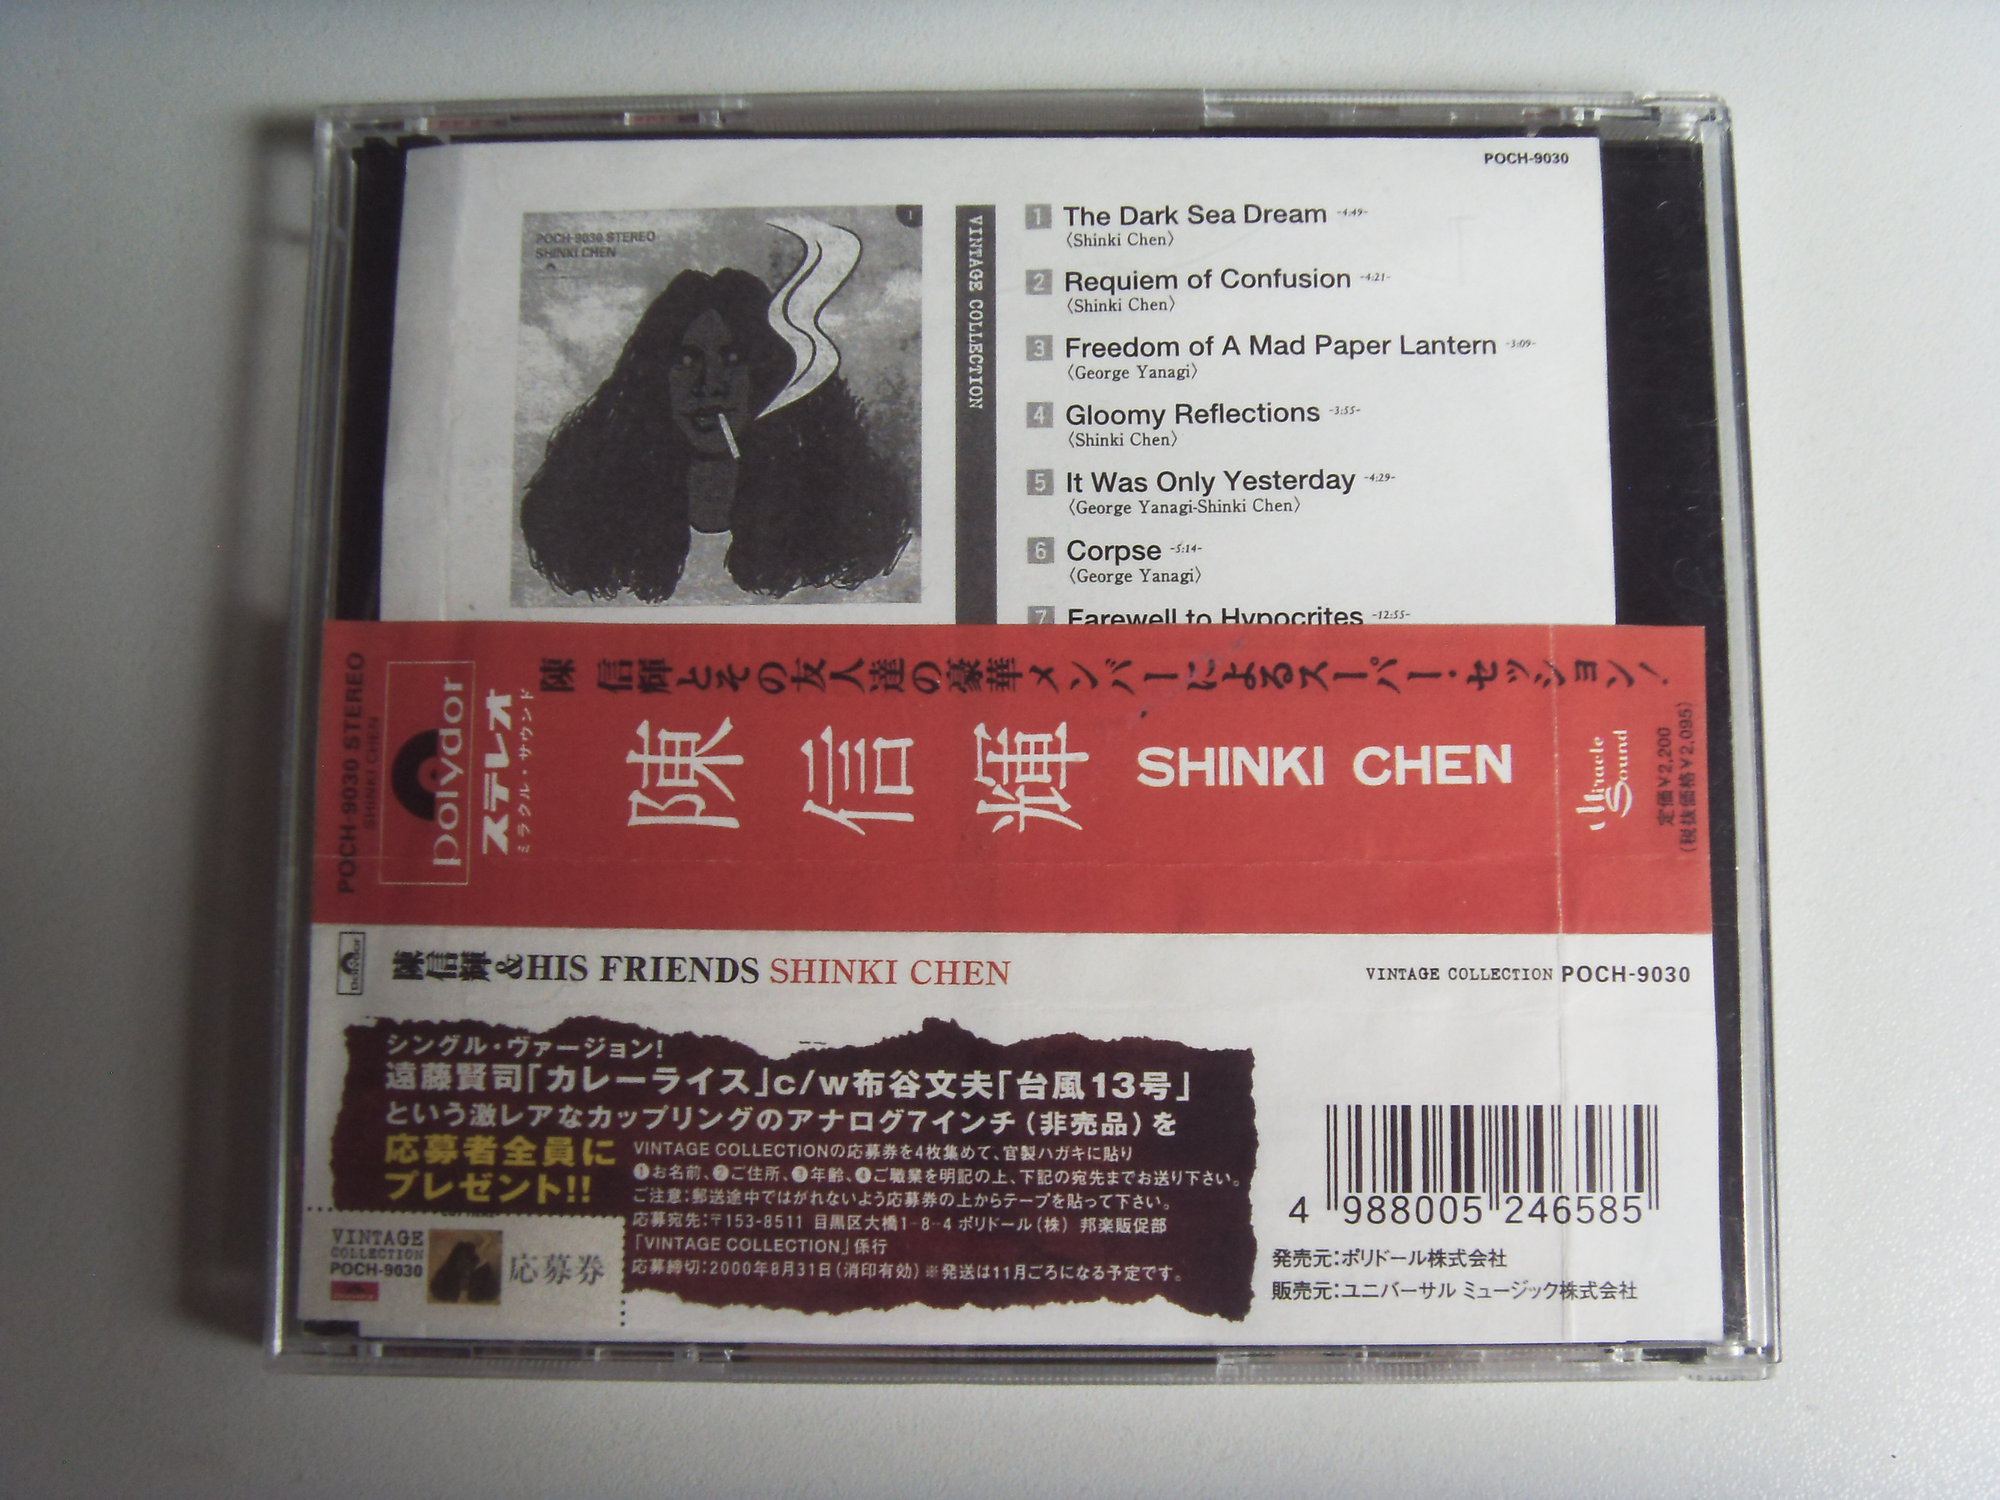 POCH-9030
POCH-9030 STEREO
SHINKI CHEN
VINTAGE COLLECTION
1 The Dark Sea Dream -4:49-
〈Shinki Chen〉
2 Requiem of Confusion -4:21-
〈Shinki Chen〉
3 Freedom of A Mad Paper Lantern -3:09-
〈George Yanagi〉
4 Gloomy Reflections -3:55-
〈Shinki Chen〉
5 It Was Only Yesterday -4:29-
〈George Yanagi-Shinki Chen〉
6 Corpse -5:14-
〈George Yanagi〉
7 Farewell to Hypocrites -12:55-
POCH-9030 STEREO
SHINKI CHEN
polydor
ステレオ
ミラクル・サウンド
陳 信輝とその友人達の豪華メンバーによるスーパー・セッション!
陳信輝 SHINKI CHEN
Miracle Sound
定価¥2,200
(税抜価格¥2,095)
Polydor
陳信輝&HIS FRIENDS SHINKI CHEN
VINTAGE COLLECTION POCH-9030
シングル・ヴァージョン!
遠藤賢司「カレーライス」c/w布谷文夫「台風13号」
という激レアなカップリングのアナログ7インチ(非売品)を
応募者全員に
プレゼント!!
VINTAGE COLLECTIONの応募券を4枚集めて、官製ハガキに貼り
❶お名前、❷ご住所、❸年齢、❹ご職業を明記の上、下記の宛先までお送り下さい。
ご注意:郵送途中ではがれないよう応募券の上からテープを貼って下さい。
応募宛先:〒153-8511 目黒区大橋1-8-4 ポリドール(株) 邦楽販促部
「VINTAGE COLLECTION」係行
応募締切:2000年8月31日(消印有効)※発送は11月ごろになる予定です。
VINTAGE
COLLECTION
POCH-9030
応募券
4 988005 246585
発売元:ポリドール株式会社
販売元:ユニバーサル ミュージック株式会社